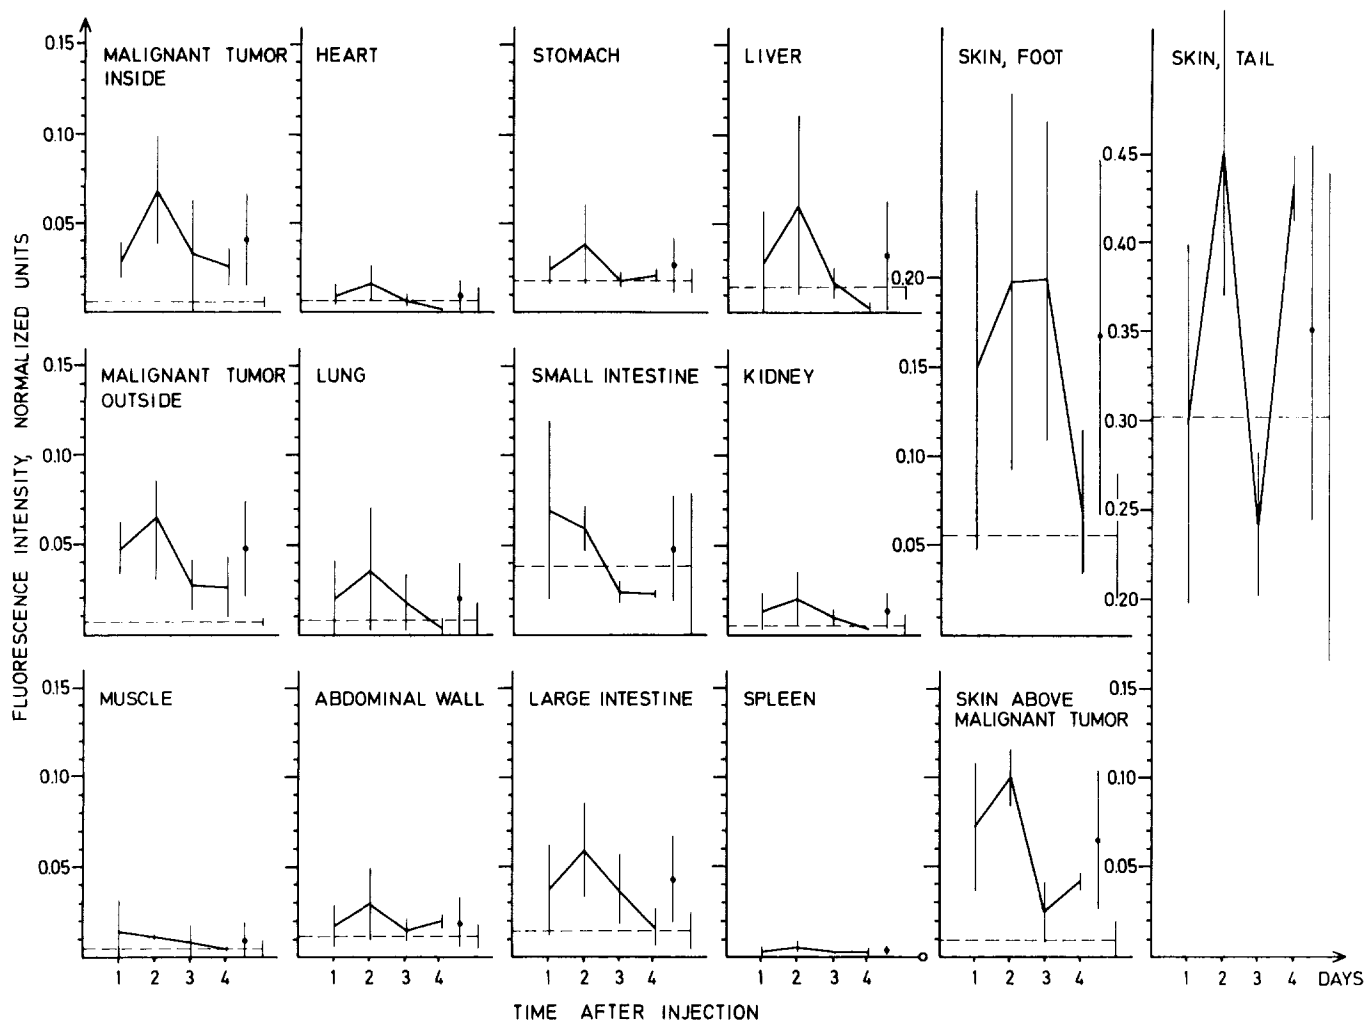 MALIGNANT TUMOR
INSIDE
HEART
STOMACH
LIVER
SKIN, FOOT
SKIN, TAIL
0.15
0.10
0.05
0.20
0.15
0.10
0.05
0.45
0.40
0.35
0.30
0.25
0.20
MALIGNANT TUMOR
OUTSIDE
LUNG
SMALL INTESTINE
KIDNEY
0.15
0.10
0.05
MUSCLE
ABDOMINAL WALL
LARGE INTESTINE
SPLEEN
SKIN ABOVE
MALIGNANT TUMOR
0.15
0.10
0.05
0.15
0.10
0.05
1 2 3 4
1 2 3 4
1 2 3 4
1 2 3 4
1 2 3 4
1 2 3 4 DAYS
TIME AFTER INJECTION
FLUORESCENCE INTENSITY, NORMALIZED UNITS